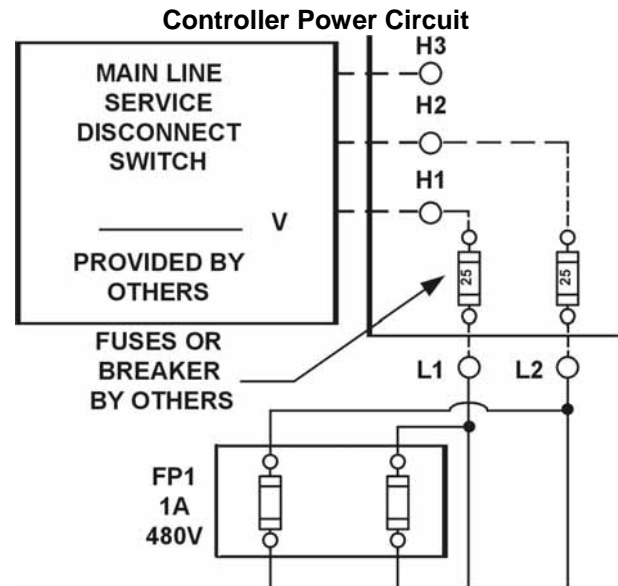 Controller Power Circuit
MAIN LINE
SERVICE
DISCONNECT
SWITCH
V
PROVIDED BY
OTHERS
H3
H2
H1
25
25
FUSES OR
BREAKER
BY OTHERS
L1
L2
FP1
1A
480V